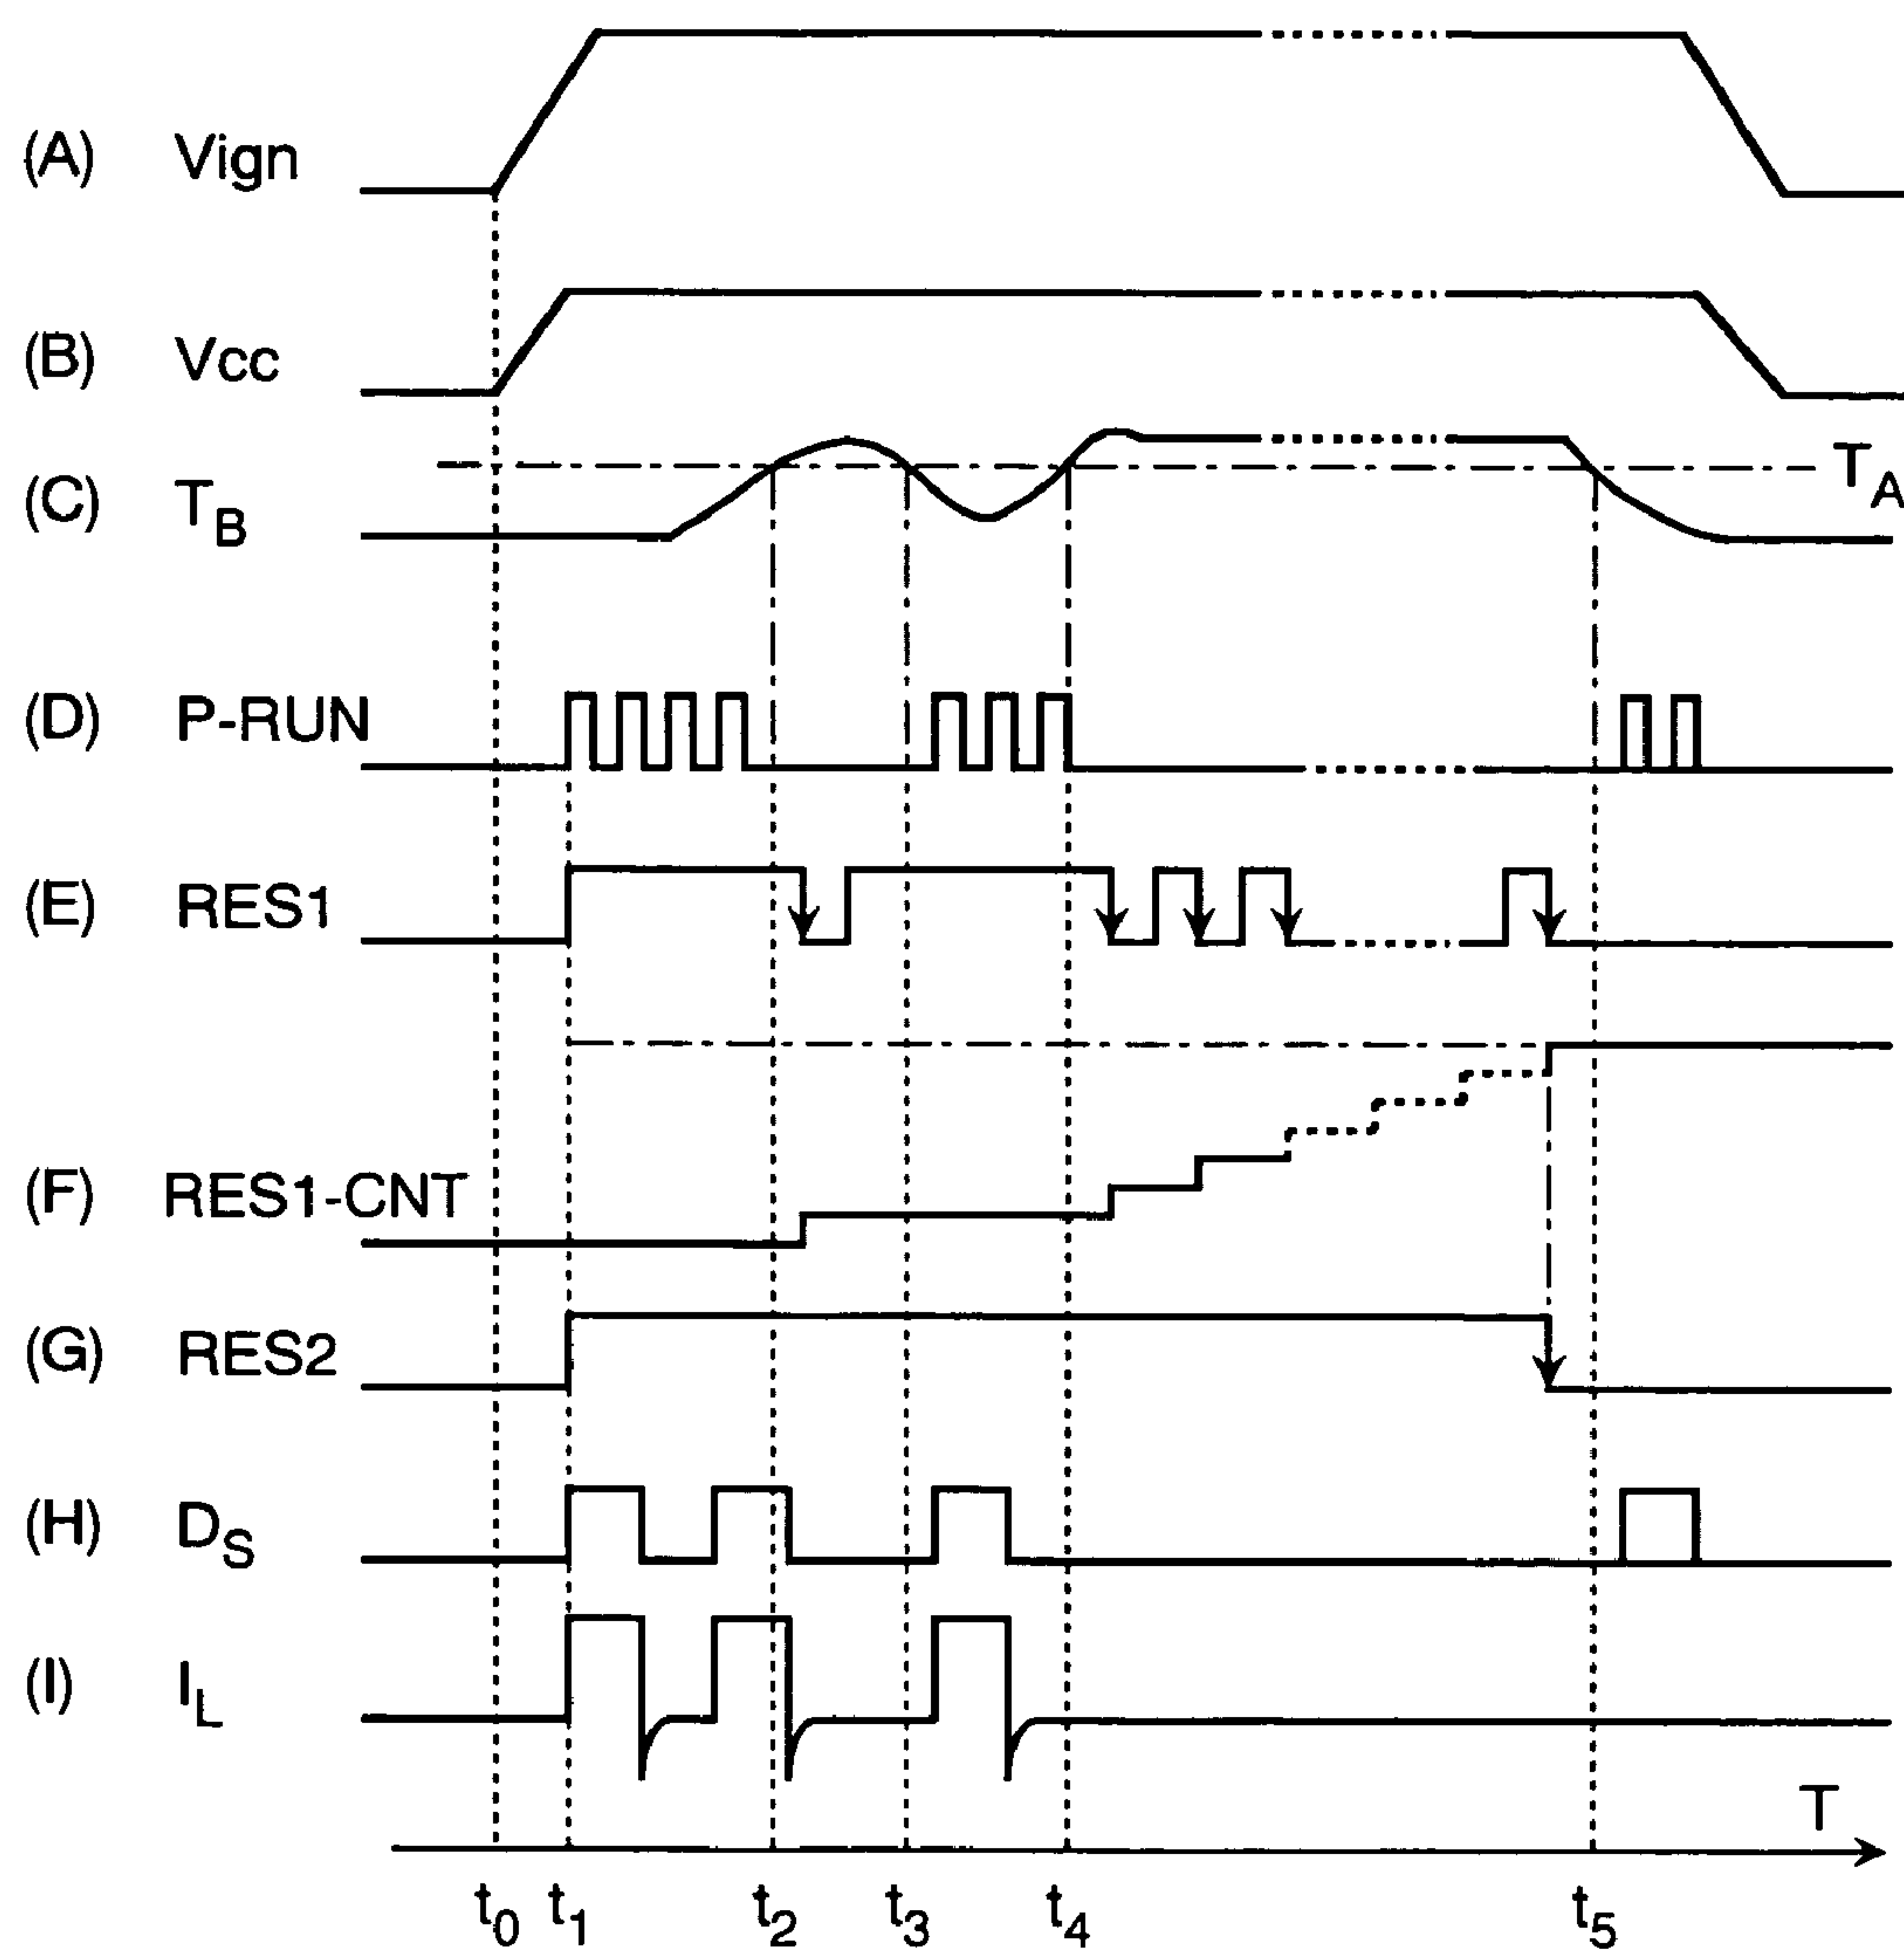 (A) Vign
(B) Vcc
T_A
(C) T_B
(D) P-RUN
(E) RES1
(F) RES1-CNT
(G) RES2
(H) D_S
(I) I_L
T
t_0 t_1 t_2 t_3 t_4 t_5